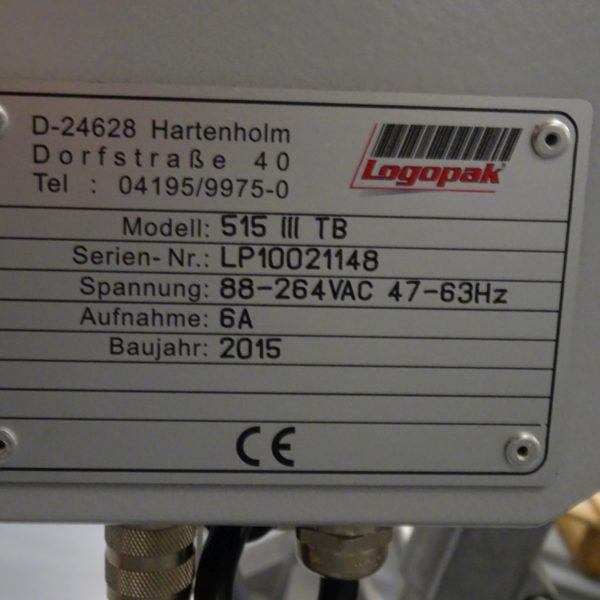 D-24628 Hartenholm
Dorfstraße 40
Tel : 04195/9975-0
Logopak
Modell: 515 III TB
Serien-Nr.: LP10021148
Spannung: 88-264VAC 47-63Hz
Aufnahme: 6A
Baujahr: 2015
CE